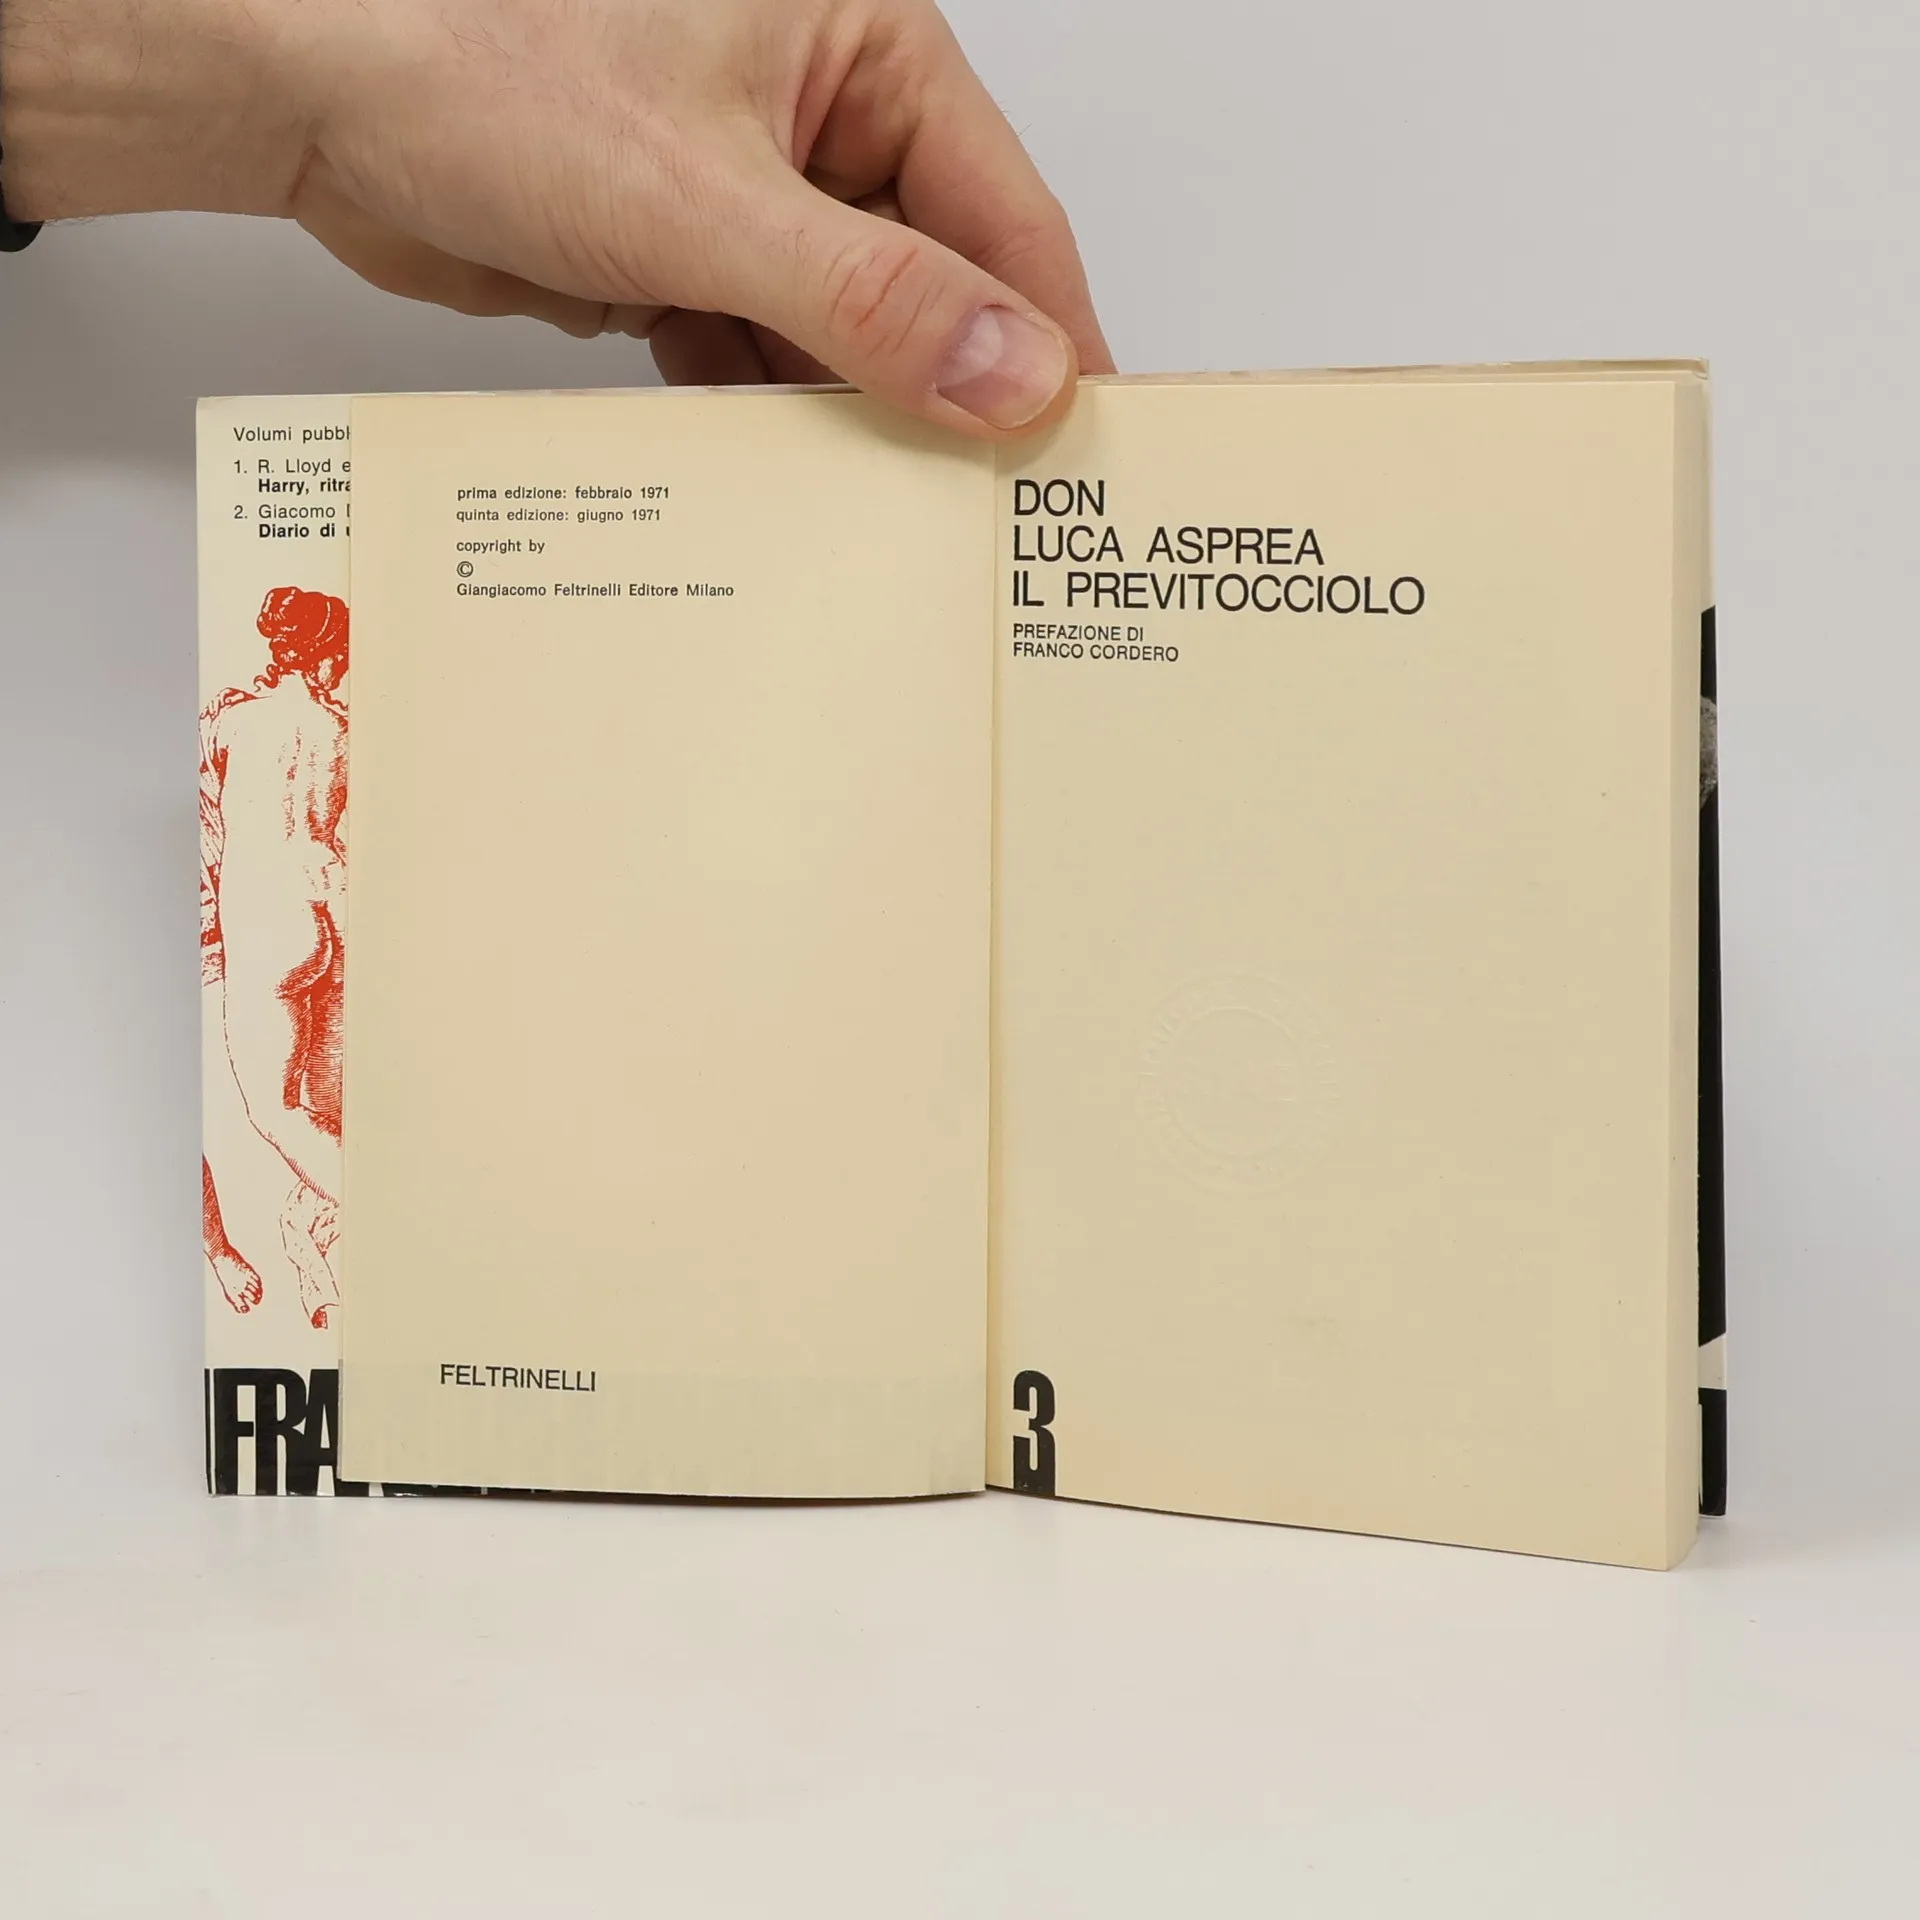 Volumi pubbl
1. R. Lloyd e
Harry, ritra
2. Giacomo
Diario di
FRA
prima edizione: febbraio 1971
quinta edizione: giugno 1971
copyright by
©
Giangiacomo Feltrinelli Editore Milano
FELTRINELLI
DON
LUCA ASPREA
IL PREVITOCCIOLO
PREFAZIONE DI
FRANCO CORDERO
3